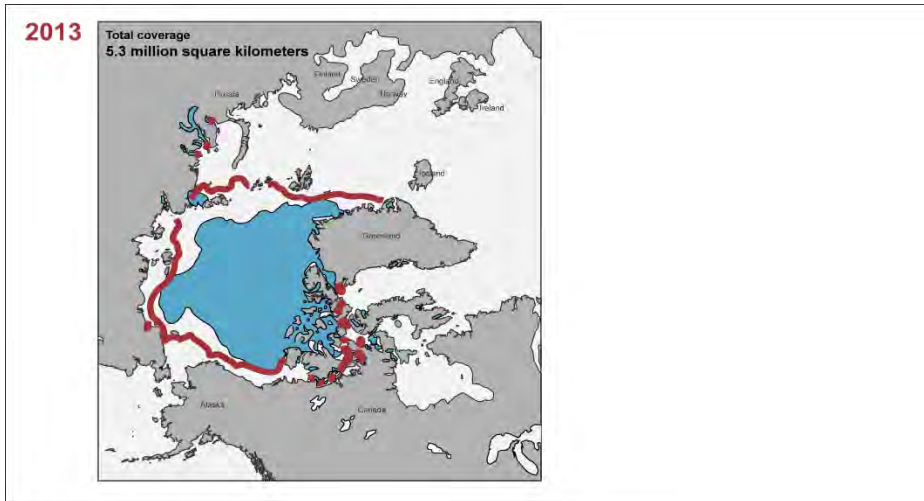 2013
Total coverage
5.3 million square kilometers
Finland
Sweden
Norway
England
Ireland
Russia
Iceland
Greenland
Alaska
Canada